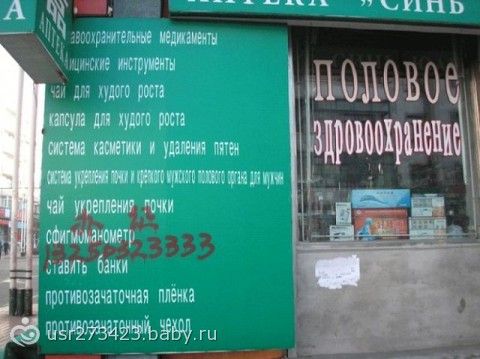 А
АПТЕКА
АПТЕКА „СИНЬ
авоохранительные медикаменты
ицинские инструменты
чай для худого роста
капсула для худого роста
система касметики и удаления пятен
система укрепления почки и крепкого мужского полового органа для мужчин
чай укрепления почки
сфигмоманометр
13250323333
ставить банки
противозачаточная плёнка
противозачаточный чехол
ПОЛОВОЕ
здровоохранение
usr273423.baby.ru